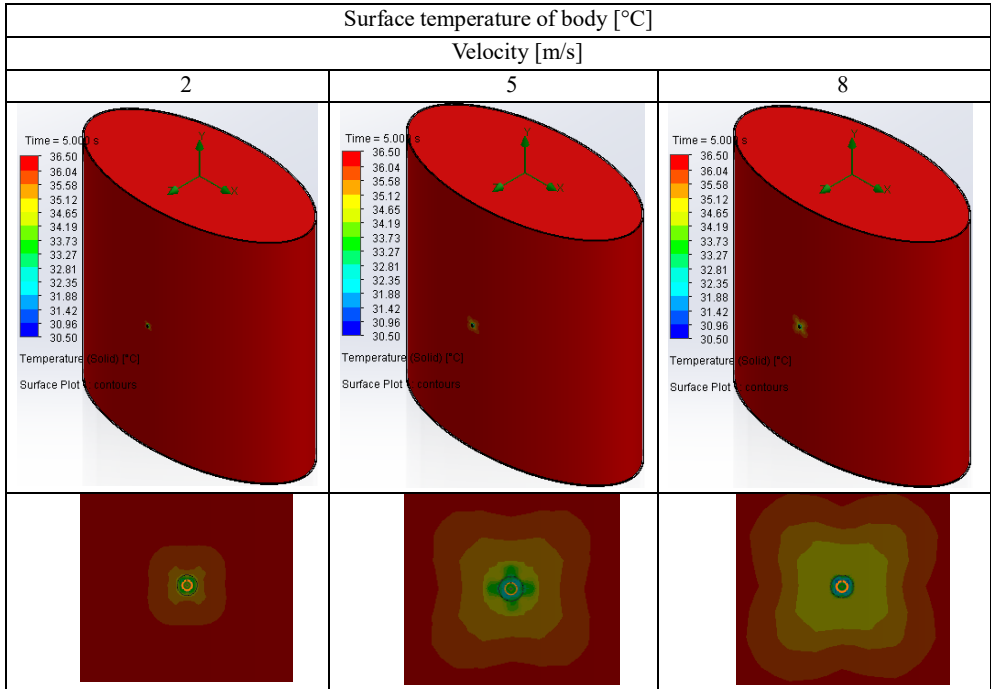 Surface temperature of body [°C]
Velocity [m/s]
2
5
8
Time = 5.000 s
36.50
36.04
35.58
35.12
34.65
34.19
33.73
33.27
32.81
32.35
31.88
31.42
30.96
30.50
Temperature (Solid) [°C]
Surface Plot contours
Y
Z
X
Time = 5.000 s
36.50
36.04
35.58
35.12
34.65
34.19
33.73
33.27
32.81
32.35
31.88
31.42
30.96
30.50
Temperature (Solid) [°C]
Surface Plot contours
Y
Z
X
Time = 5.000 s
36.50
36.04
35.58
35.12
34.65
34.19
33.73
33.27
32.81
32.35
31.88
31.42
30.96
30.50
Temperature (Solid) [°C]
Surface Plot contours
Y
Z
X